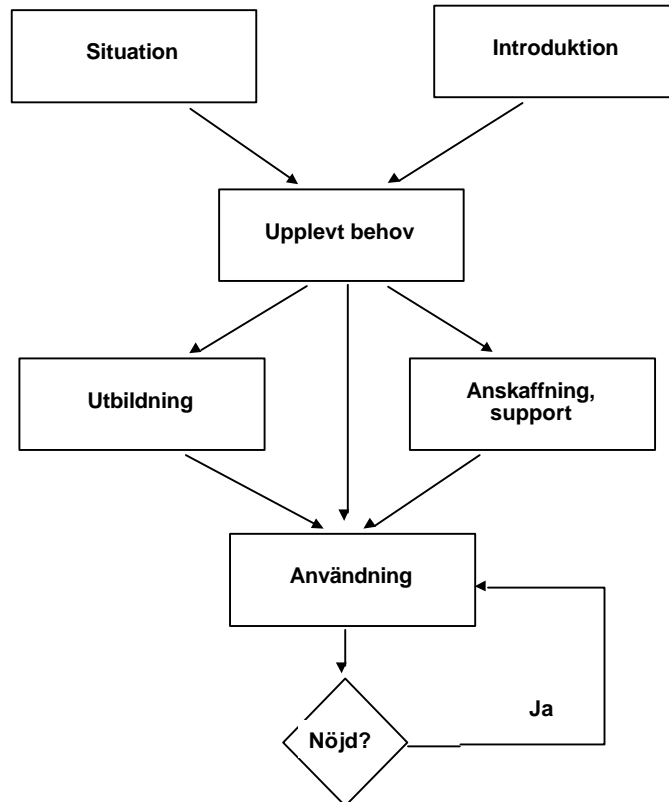 Situation
Introduktion
Upplevt behov
Utbildning
Anskaffning,
support
Användning
Ja
Nöjd?